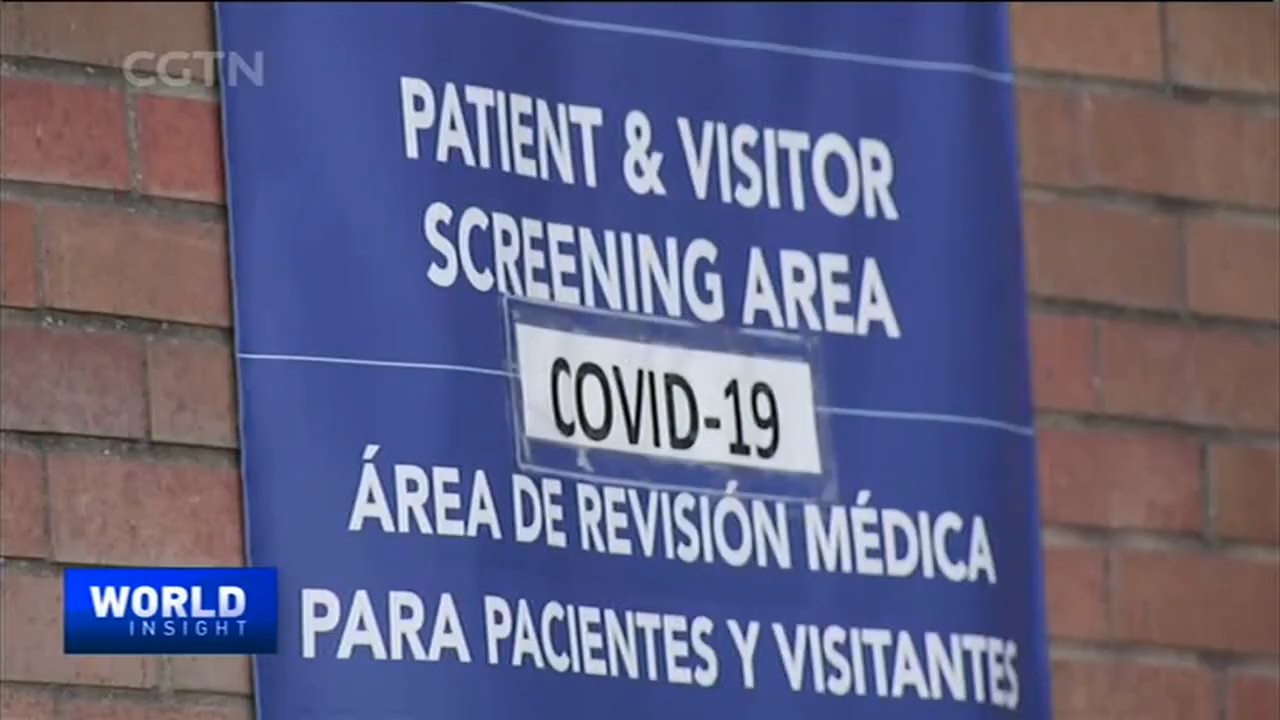 CGTN
PATIENT & VISITOR
SCREENING AREA
COVID-19
ÁREA DE REVISIÓN MÉDICA
PARA PACIENTES Y VISITANTES
WORLD
INSIGHT